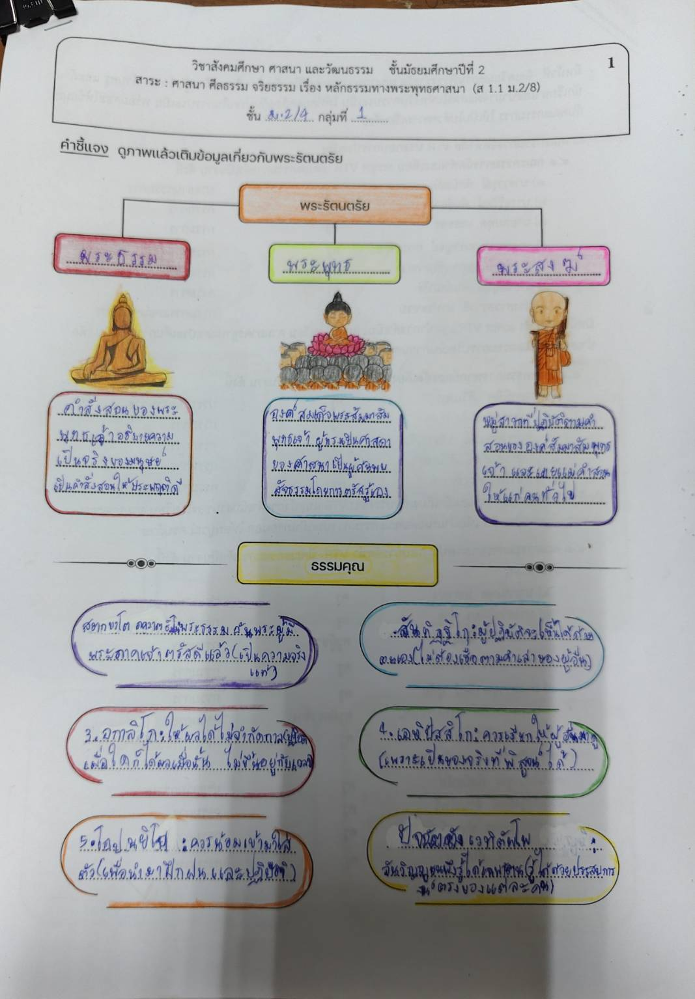 1
วิชาสังคมศึกษา ศาสนา และวัฒนธรรม ชั้นมัธยมศึกษาปีที่ 2
สาระ : ศาสนา ศีลธรรม จริยธรรม เรื่อง หลักธรรมทางพระพุทธศาสนา (ส 1.1 ม.2/8)
ชั้น ม.2/4 กลุ่มที่ 1
คำชี้แจง ดูภาพแล้วเติมข้อมูลเกี่ยวกับพระรัตนตรัย
พระรัตนตรัย
พระธรรม
พระพุทธ
พระสงฆ์
คำสั่งสอนของพระ
พุทธเจ้าอธิบายความ
เป็นจริงของมนุษย์
เป็นคำสั่งสอนให้ประพฤติดี
องค์สมเด็จพระสัมมาสัม
พุทธเจ้า ผู้ทรงเป็นศาสดา
ของศาสนาเป็นผู้ค้นพบ
สัจธรรมโดยการตรัสรู้เอง
หมู่สาวกที่ปฏิบัติตามคำ
สอนขององค์สัมมาสัมพุทธ
เจ้า และเผยแผ่คำสอน
ให้แก่คนทั่วไป
ธรรมคุณ
สวากขาโต ภควาตธัมโมพระธรรม อันพระผู้มี
พระภาคเจ้าตรัสดีแล้ว(เป็นความจริง
แท้)
สันทิฏฐิโก:ผู้ปฏิบัติจะเห็นได้ด้วย
ตนเอง(ไม่ต้องเชื่อตามคำเล่าของผู้อื่น)
3. อกาลิโก:ให้ผลได้ไม่จำกัดกาล
เมื่อใดก็ได้ผลเมื่อนั้น ไม่ขึ้นอยู่กับเวลา
4. เอหิปัสสิโก: ควรเรียกให้ผู้อื่นมาดู
(เพราะเป็นของจริงที่พิสูจน์ได้)
5. โอปนยิโก : ควรน้อมเข้ามาใส่
ตัว(เพื่อนำมาฝึกฝนและปฏิบัติ)
ปัจจัตตัง เวทิตัพโพ
อันวิญญูชนพึงรู้ได้เฉพาะตน(รู้ได้ด้วยประสบการ
ณ์ตรงของแต่ละคน)